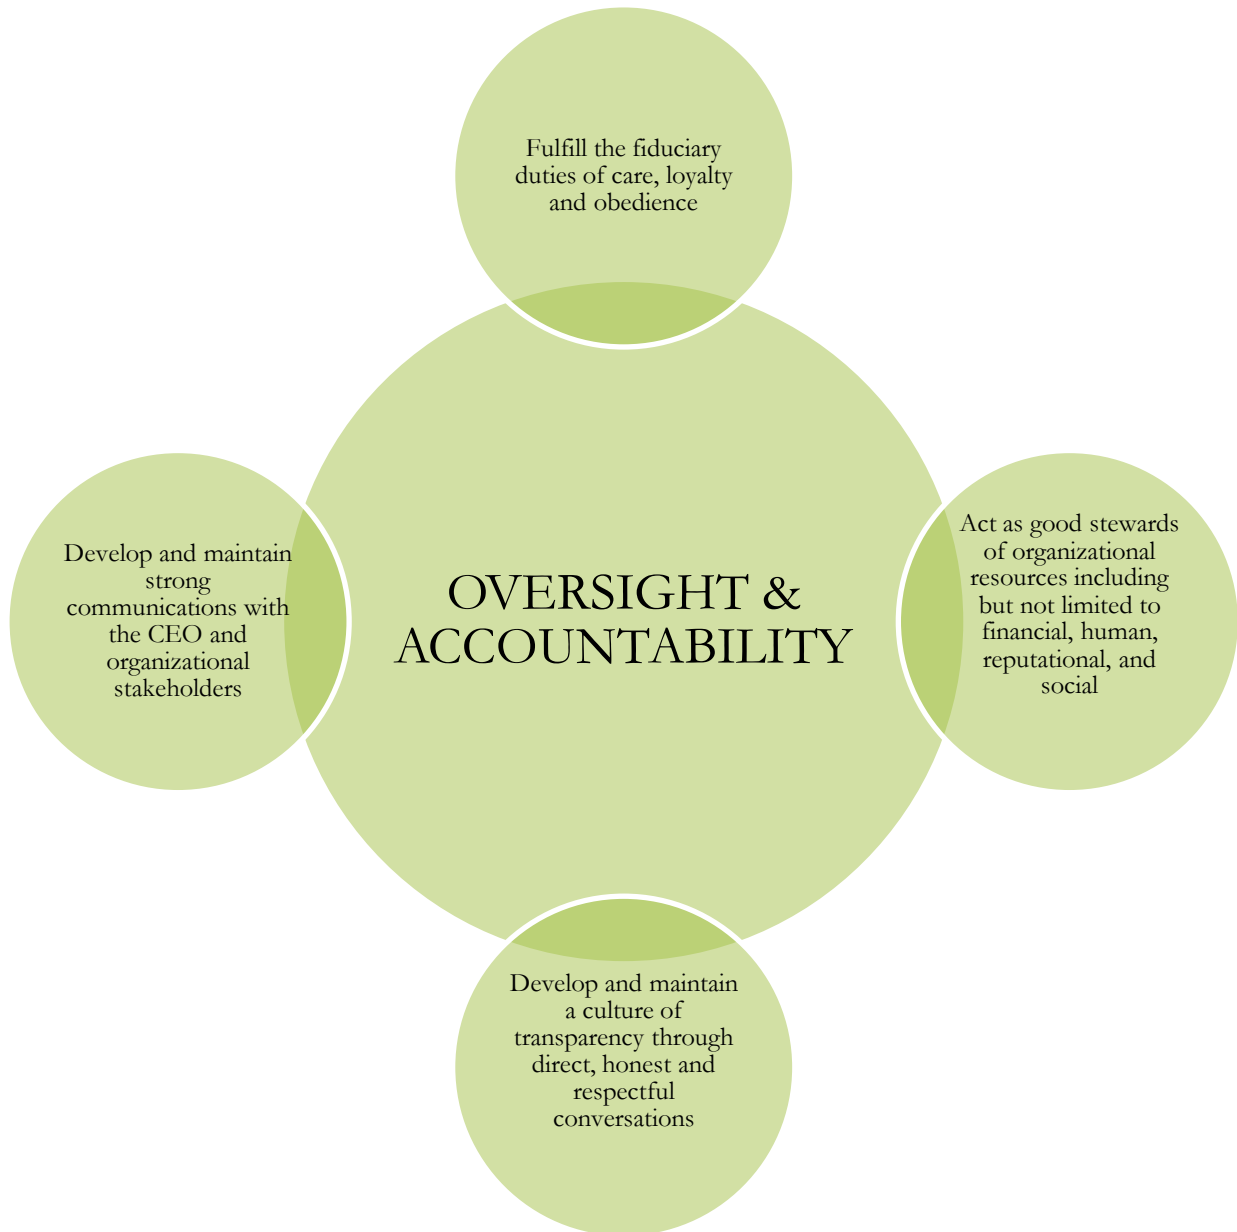 Fulfill the fiduciary
duties of care, loyalty
and obedience
OVERSIGHT &
ACCOUNTABILITY
Act as good stewards
of organizational
resources including
but not limited to
financial, human,
reputational, and
social
Develop and maintain
a culture of
transparency through
direct, honest and
respectful
conversations
Develop and maintain
strong
communications with
the CEO and
organizational
stakeholders